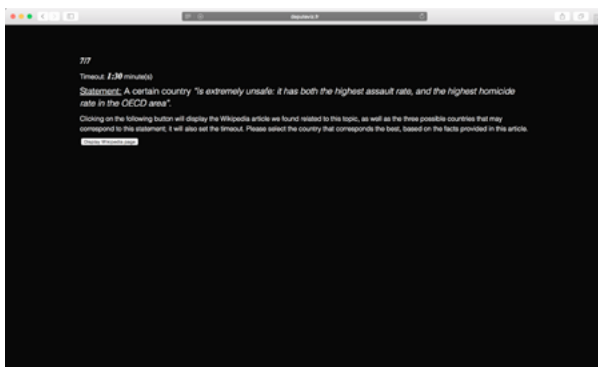 7/7
Timeout: 1:30 minute(s)
Statement: A certain country "is extremely unsafe: it has both the highest assault rate, and the highest homicide
rate in the OECD area".
Clicking on the following button will display the Wikipedia article we found related to this topic, as well as the three possible countries that may
correspond to this statement; it will also set the timeout. Please select the country that corresponds the best, based on the facts provided in this article.
Display Wikipedia page